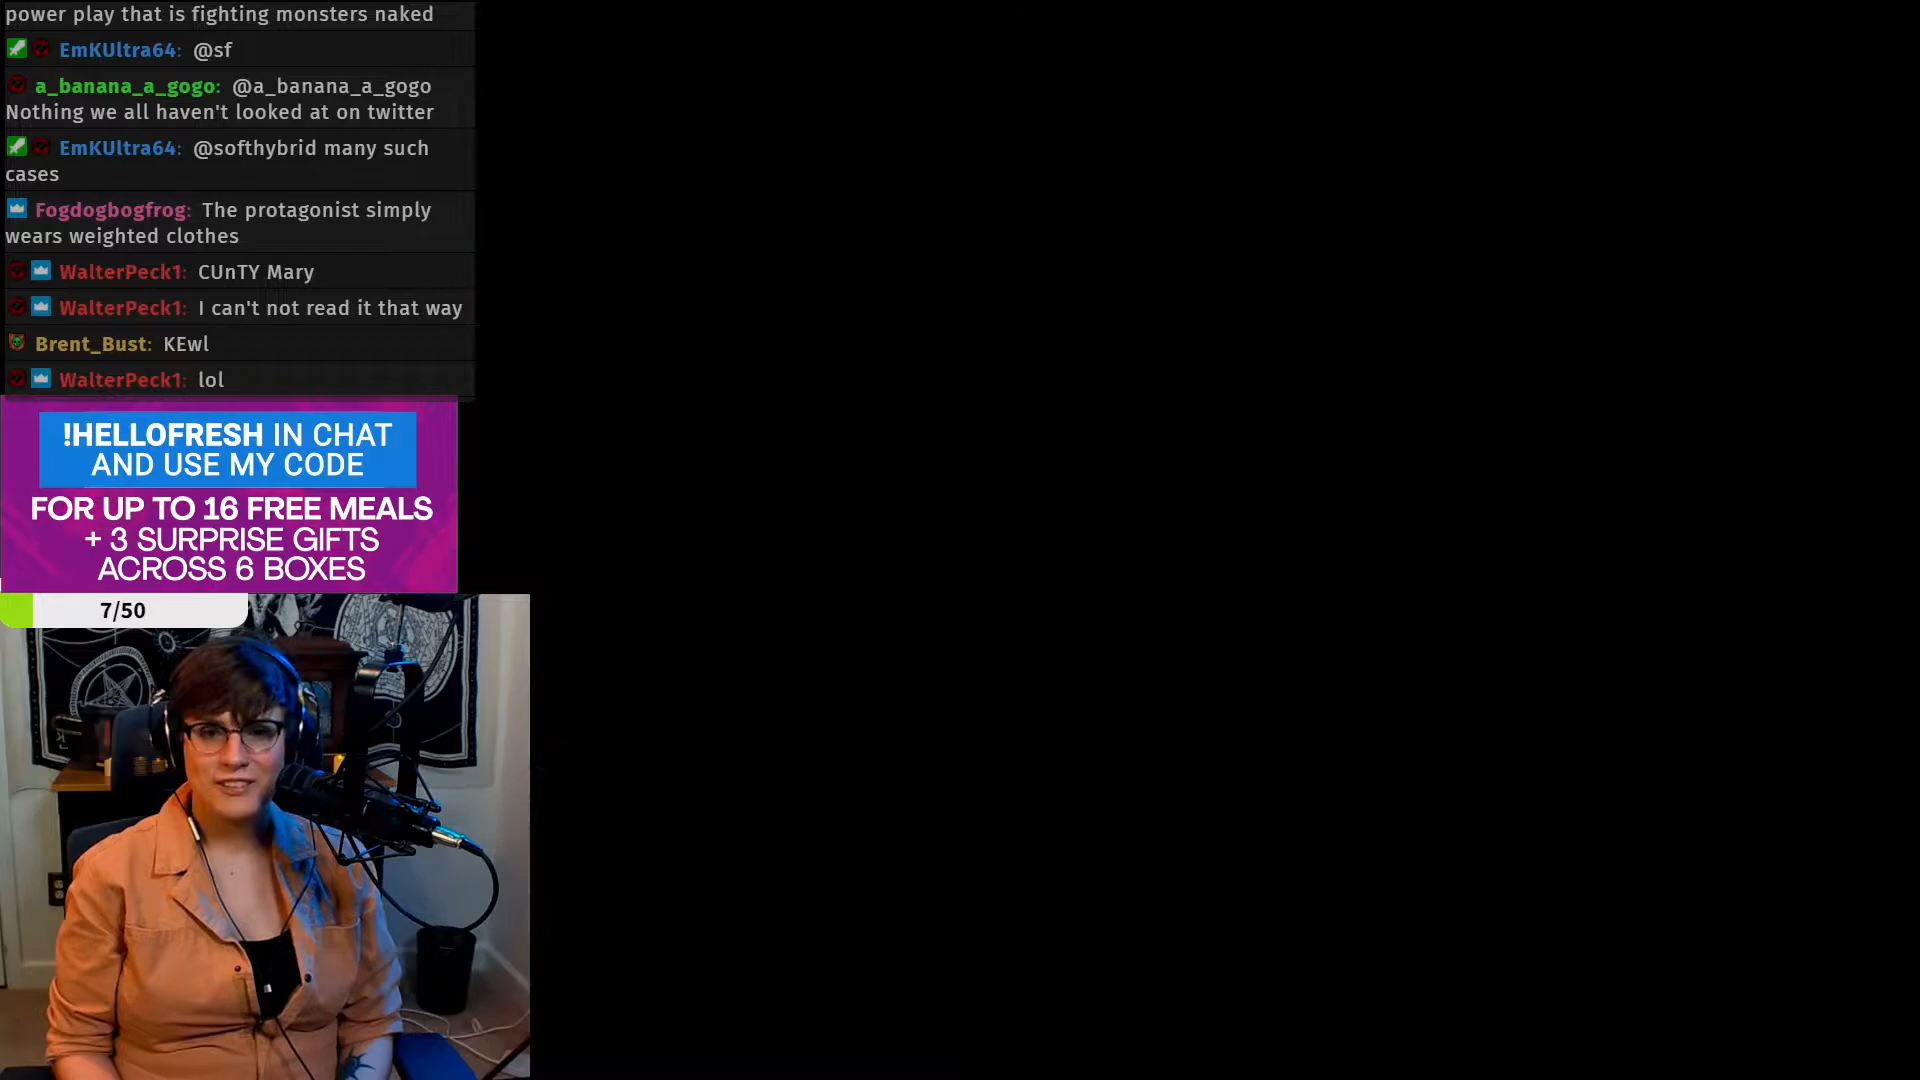 power play that is fighting monsters naked
EmKUltra64: @sf
a_banana_a_gogo: @a_banana_a_gogo
Nothing we all haven't looked at on twitter
EmKUltra64: @softhybrid many such
cases
Fogdogbogfrog: The protagonist simply
wears weighted clothes
WalterPeck1: CUnTY Mary
WalterPeck1: I can't not read it that way
Brent_Bust: KEwl
WalterPeck1: lol
!HELLOFRESH IN CHAT
AND USE MY CODE
FOR UP TO 16 FREE MEALS
+ 3 SURPRISE GIFTS
ACROSS 6 BOXES
7/50